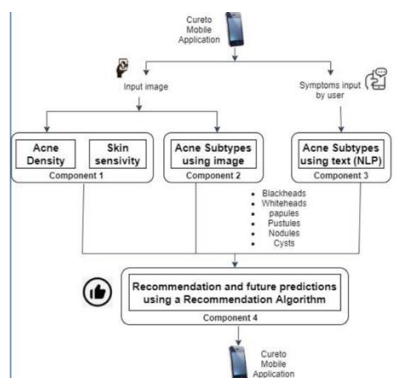 Cureto
Mobile
Application
Input image
Symptoms input
by user
Acne
Density
Skin
sensivity
Component 1
Acne Subtypes
using image
Component 2
Acne Subtypes
using text (NLP)
Component 3
Blackheads
Whiteheads
papules
Pustules
Nodules
Cysts
Recommendation and future predictions
using a Recommendation Algorithm
Component 4
Cureto
Mobile
Application